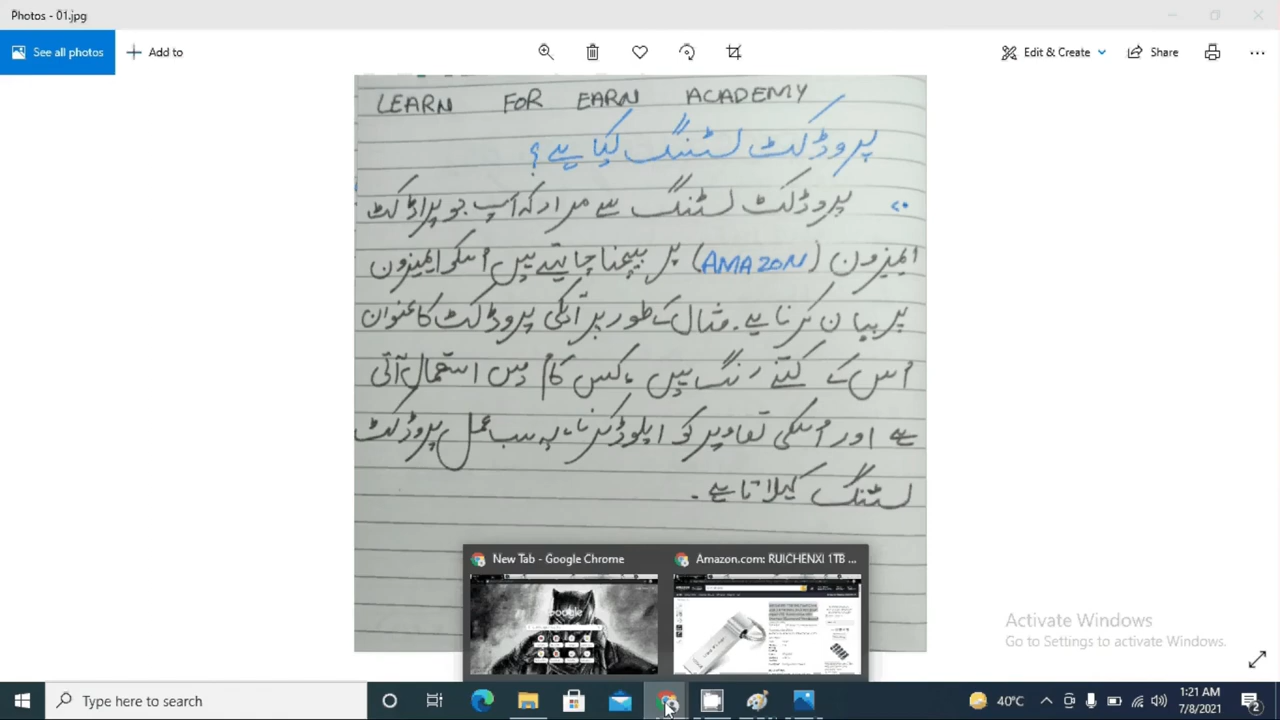 Photos - 01.jpg
See all photos
Add to
Edit & Create
Share
LEARN FOR EARN ACADEMY
پروڈکٹ لسٹنگ کیا ہے؟
پروڈکٹ لسٹنگ سے مراد کہ آپ جو پراڈکٹ
ایمیزون (AMAZON) پر بیچنا چاہتے ہیں اسکو ایمیزون
پر بیان کرنا ہے۔ مثال کے طور پر آپکی پروڈکٹ کا عنوان
اُس کے کتنے رنگ ہیں، کس کام میں استعمال آتی
ہے اور اُسکی تصاویر کو اپلوڈ کرنا، یہ سب عمل پروڈکٹ
لسٹنگ کہلاتا ہے۔
New Tab - Google Chrome
Amazon.com: RUICHENXI 1TB ...
Google
Activate Windows
Go to Settings to activate Windows.
Type here to search
40°C
1:21 AM
7/8/2021
2